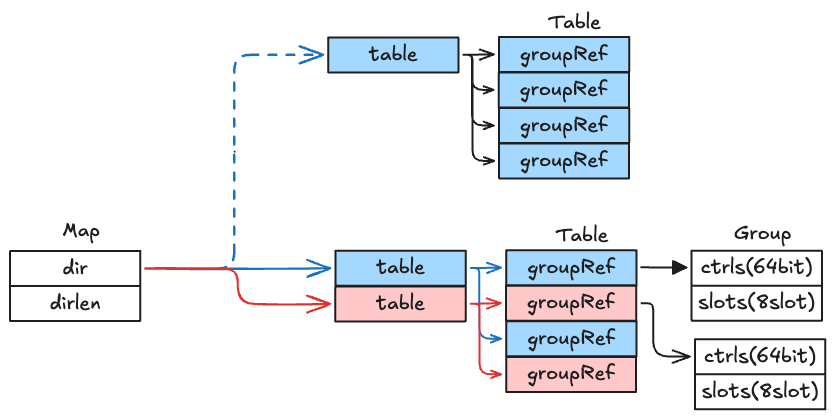 Table
table
groupRef
groupRef
groupRef
groupRef
Map
dir
dirlen
table
table
Table
groupRef
groupRef
groupRef
groupRef
Group
ctrls(64bit)
slots(8slot)
ctrls(64bit)
slots(8slot)